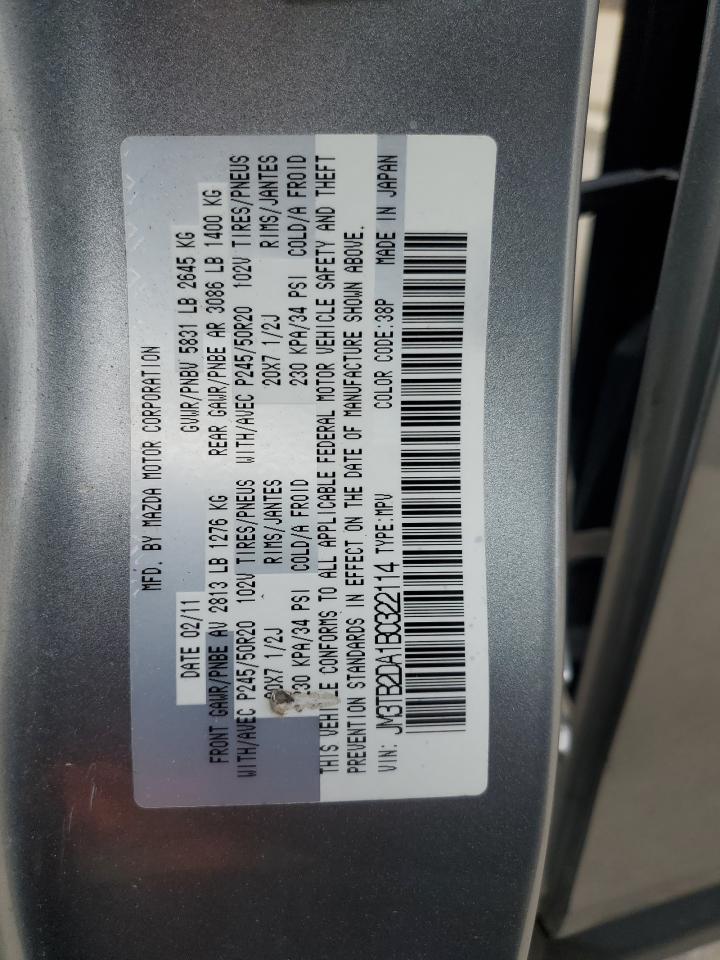 MFD. BY MAZDA MOTOR CORPORATION
DATE 02/11 GVWR/PNBV 5831 LB 2645 KG
FRONT GAWR/PNBE AV 2813 LB 1276 KG REAR GAWR/PNBE AR 3086 LB 1400 KG
WITH/AVEC P245/50R20 102V TIRES/PNEUS WITH/AVEC P245/50R20 102V TIRES/PNEUS
20X7 1/2J RIMS/JANTES 20X7 1/2J RIMS/JANTES
230 KPA/34 PSI COLD/A FROID 230 KPA/34 PSI COLD/A FROID
THIS VEHICLE CONFORMS TO ALL APPLICABLE FEDERAL MOTOR VEHICLE SAFETY AND THEFT
PREVENTION STANDARDS IN EFFECT ON THE DATE OF MANUFACTURE SHOWN ABOVE.
VIN: JM3TB2DA1B0322114 TYPE:MPV COLOR CODE:38P MADE IN JAPAN